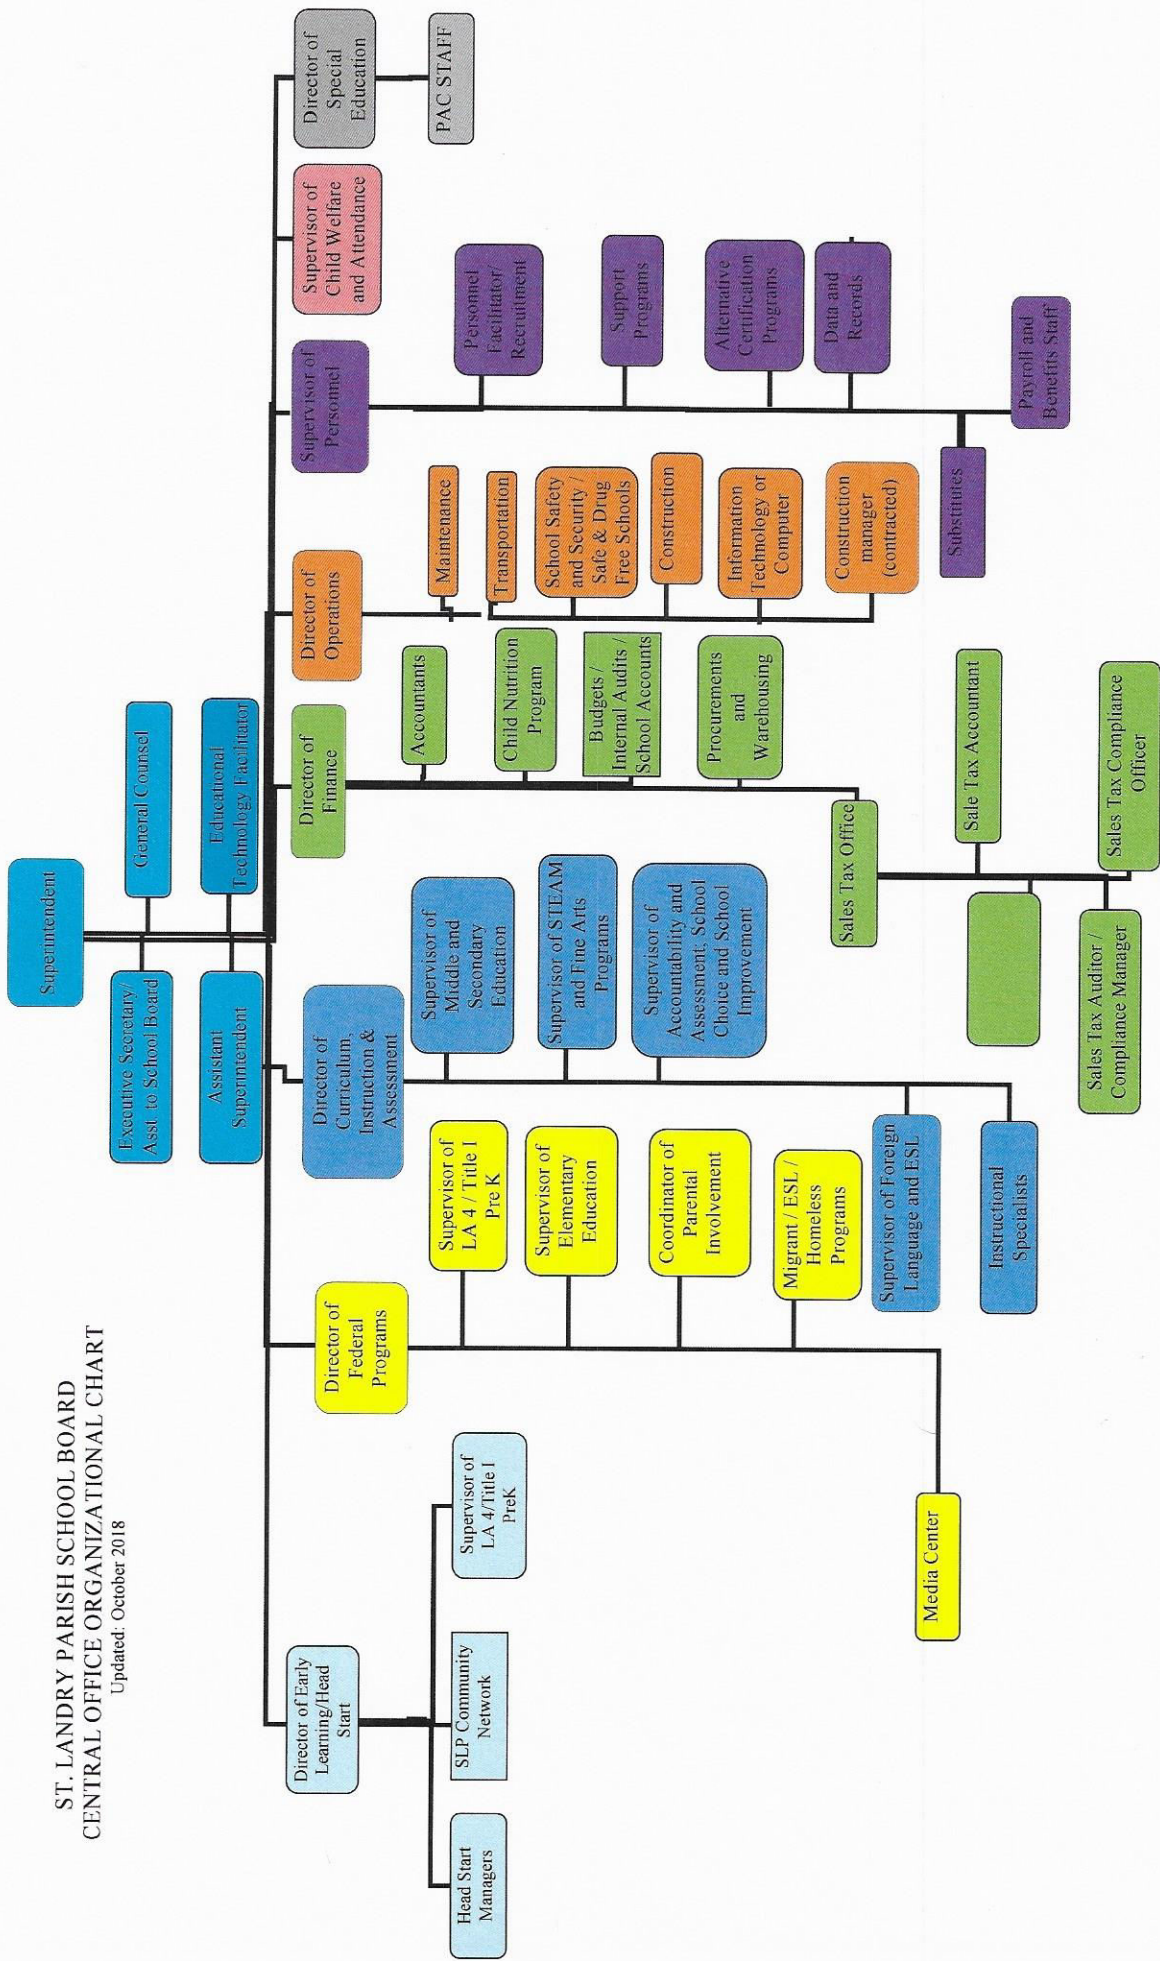 ST. LANDRY PARISH SCHOOL BOARD
CENTRAL OFFICE ORGANIZATIONAL CHART
Updated: October 2018
Superintendent
Executive Secretary/
Asst. to School Board
General Counsel
Assistant
Superintendent
Educational
Technology Facilitator
Director of Early
Learning/Head
Start
Head Start
Managers
SLP Community
Network
Supervisor of
LA 4/Title I
PreK
Director of
Federal
Programs
Supervisor of
LA 4 / Title I
Pre K
Supervisor of
Elementary
Education
Coordinator of
Parental
Involvement
Migrant / ESL /
Homeless
Programs
Media Center
Director of
Curriculum,
Instruction &
Assessment
Supervisor of
Middle and
Secondary
Education
Supervisor of STEAM
and Fine Arts
Programs
Supervisor of
Accountability and
Assessment; School
Choice and School
Improvement
Supervisor of Foreign
Language and ESL
Instructional
Specialists
Director of
Finance
Accountants
Child Nutrition
Program
Budgets /
Internal Audits /
School Accounts
Procurements
and
Warehousing
Sales Tax Office
Sale Tax Accountant
Sales Tax Auditor /
Compliance Manager
Sales Tax Compliance
Officer
Director of
Operations
Maintenance
Transportation
School Safety
and Security /
Safe & Drug
Free Schools
Construction
Information
Technology or
Computer
Construction
manager
(contracted)
Supervisor of
Personnel
Personnel
Facilitator/
Recruitment
Support
Programs
Alternative
Certification
Programs
Data and
Records
Substitutes
Payroll and
Benefits Staff
Supervisor of
Child Welfare
and Attendance
Director of
Special
Education
PAC STAFF